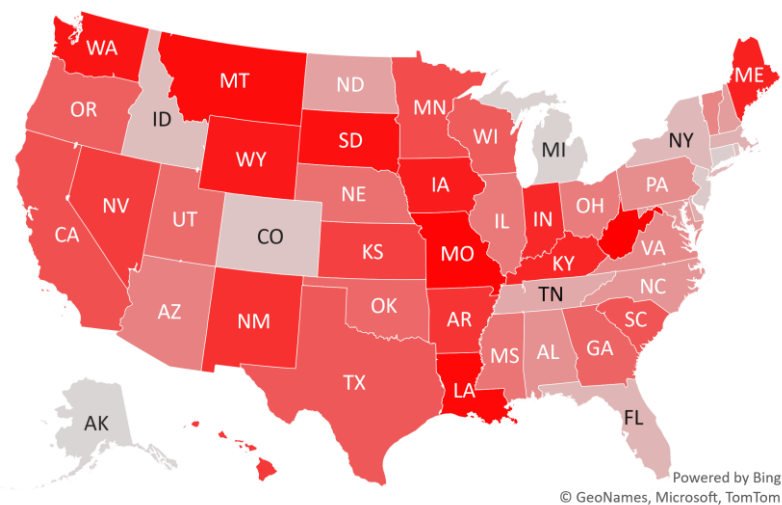 WA
MT
ND
ME
OR
ID
MN
WY
SD
WI
MI
NY
NV
UT
NE
IA
PA
CA
CO
IL
IN
OH
KS
MO
KY
VA
AZ
NM
OK
AR
TN
NC
SC
TX
MS
AL
GA
LA
AK
FL
Powered by Bing
© GeoNames, Microsoft, TomTom